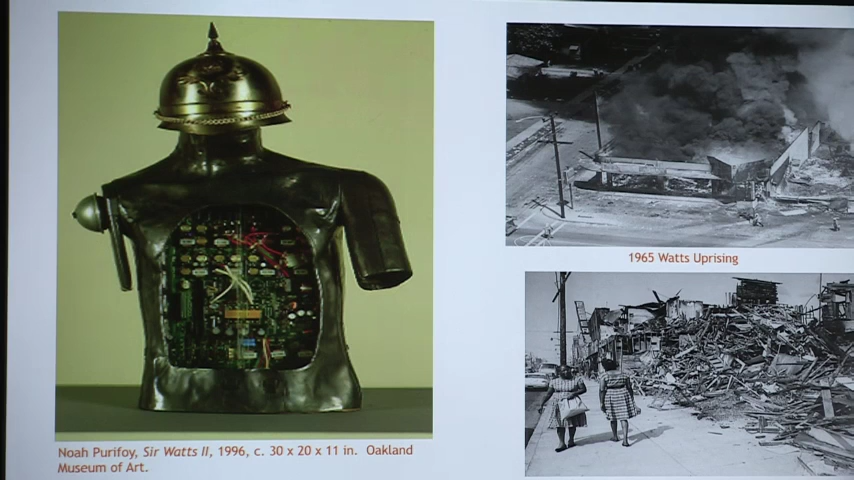 Noah Purifoy, Sir Watts II, 1996, c. 30 x 20 x 11 in. Oakland
Museum of Art.
1965 Watts Uprising